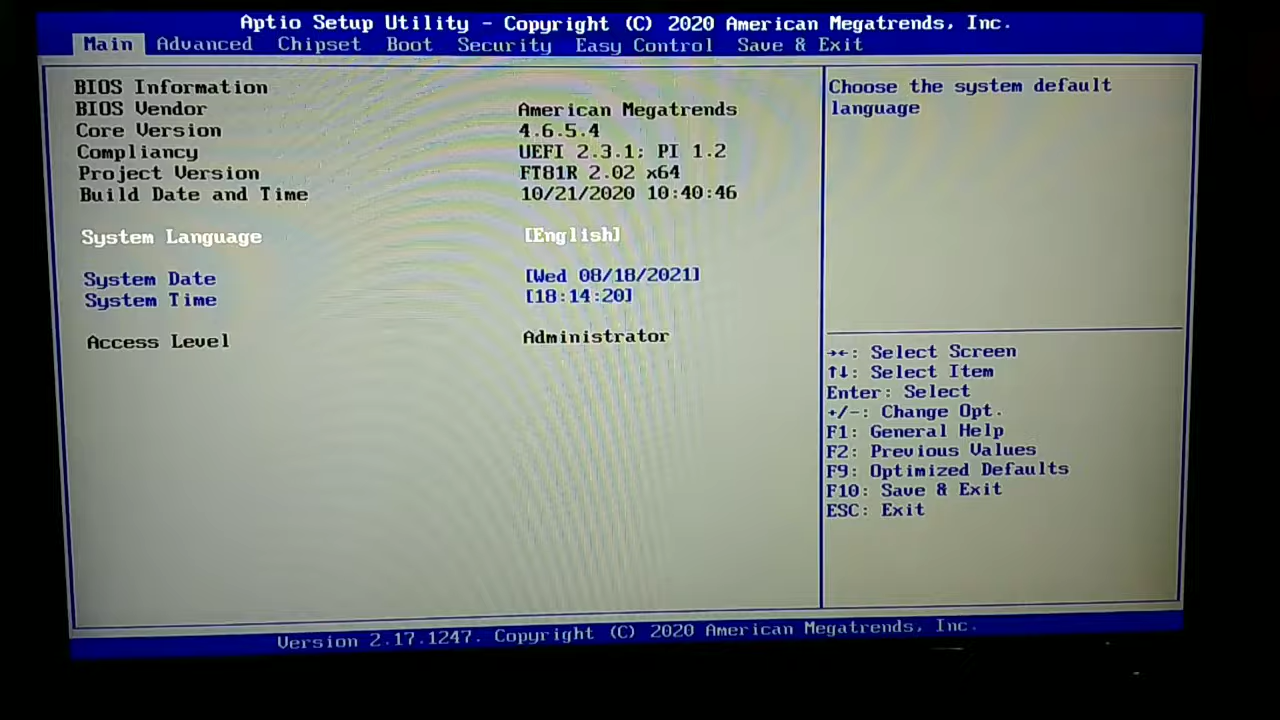 Aptio Setup Utility - Copyright (C) 2020 American Megatrends, Inc.
Main Advanced Chipset Boot Security Easy Control Save & Exit
BIOS Information
BIOS Vendor American Megatrends
Core Version 4.6.5.4
Compliancy UEFI 2.3.1; PI 1.2
Project Version FT81R 2.02 x64
Build Date and Time 10/21/2020 10:40:46
System Language [English]
System Date [Wed 08/18/2021]
System Time [18:14:20]
Access Level Administrator
Choose the system default
language
→←: Select Screen
↑↓: Select Item
Enter: Select
+/-: Change Opt.
F1: General Help
F2: Previous Values
F9: Optimized Defaults
F10: Save & Exit
ESC: Exit
Version 2.17.1247. Copyright (C) 2020 American Megatrends, Inc.